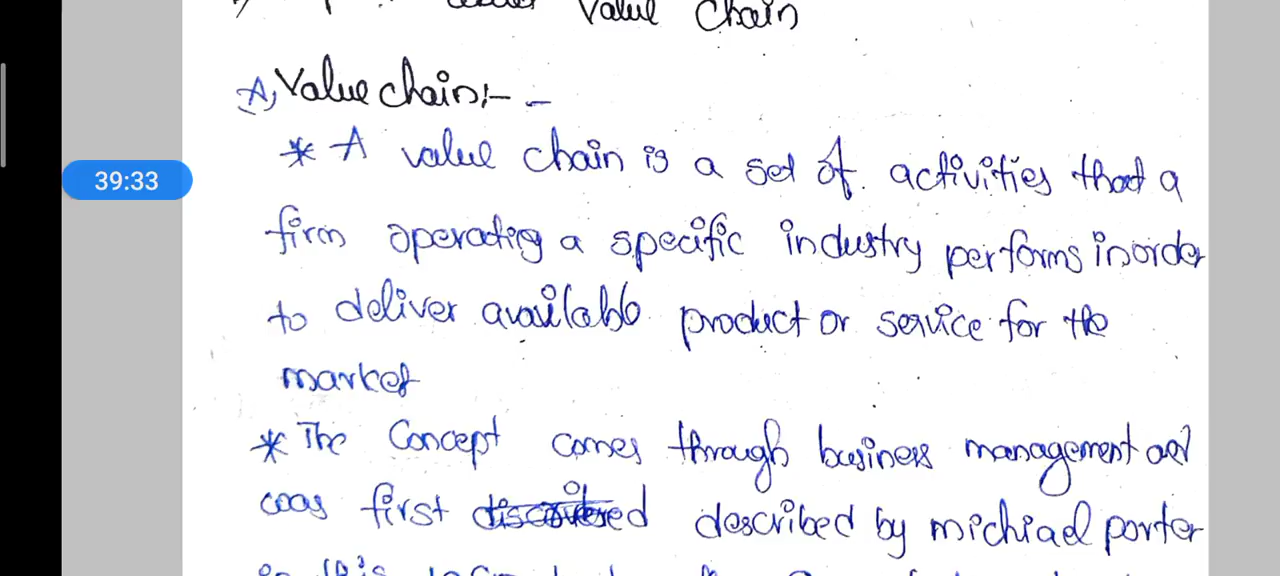 Value Chain
A, Value chain:- -
* A value chain is a set of activities that a
39:33
firm operating a specific industry performs inorder
to deliver available product or service for the
market
* The Concept comes through business management and
was first discovered described by michiael porter